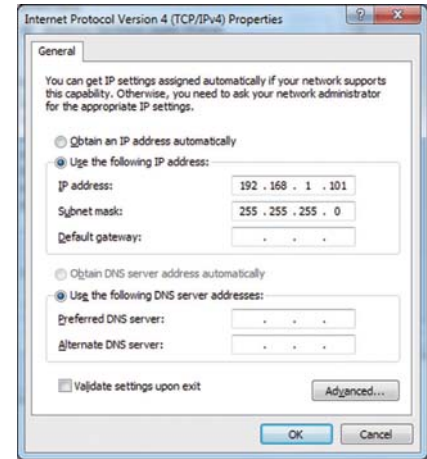 Internet Protocol Version 4 (TCP/IPv4) Properties
General
You can get IP settings assigned automatically if your network supports
this capability. Otherwise, you need to ask your network administrator
for the appropriate IP settings.
Obtain an IP address automatically
Use the following IP address:
IP address: 192 . 168 . 1 . 101
Subnet mask: 255 . 255 . 255 . 0
Default gateway: . . .
Obtain DNS server address automatically
Use the following DNS server addresses:
Preferred DNS server: . . .
Alternate DNS server: . . .
Validate settings upon exit
Advanced...
OK Cancel